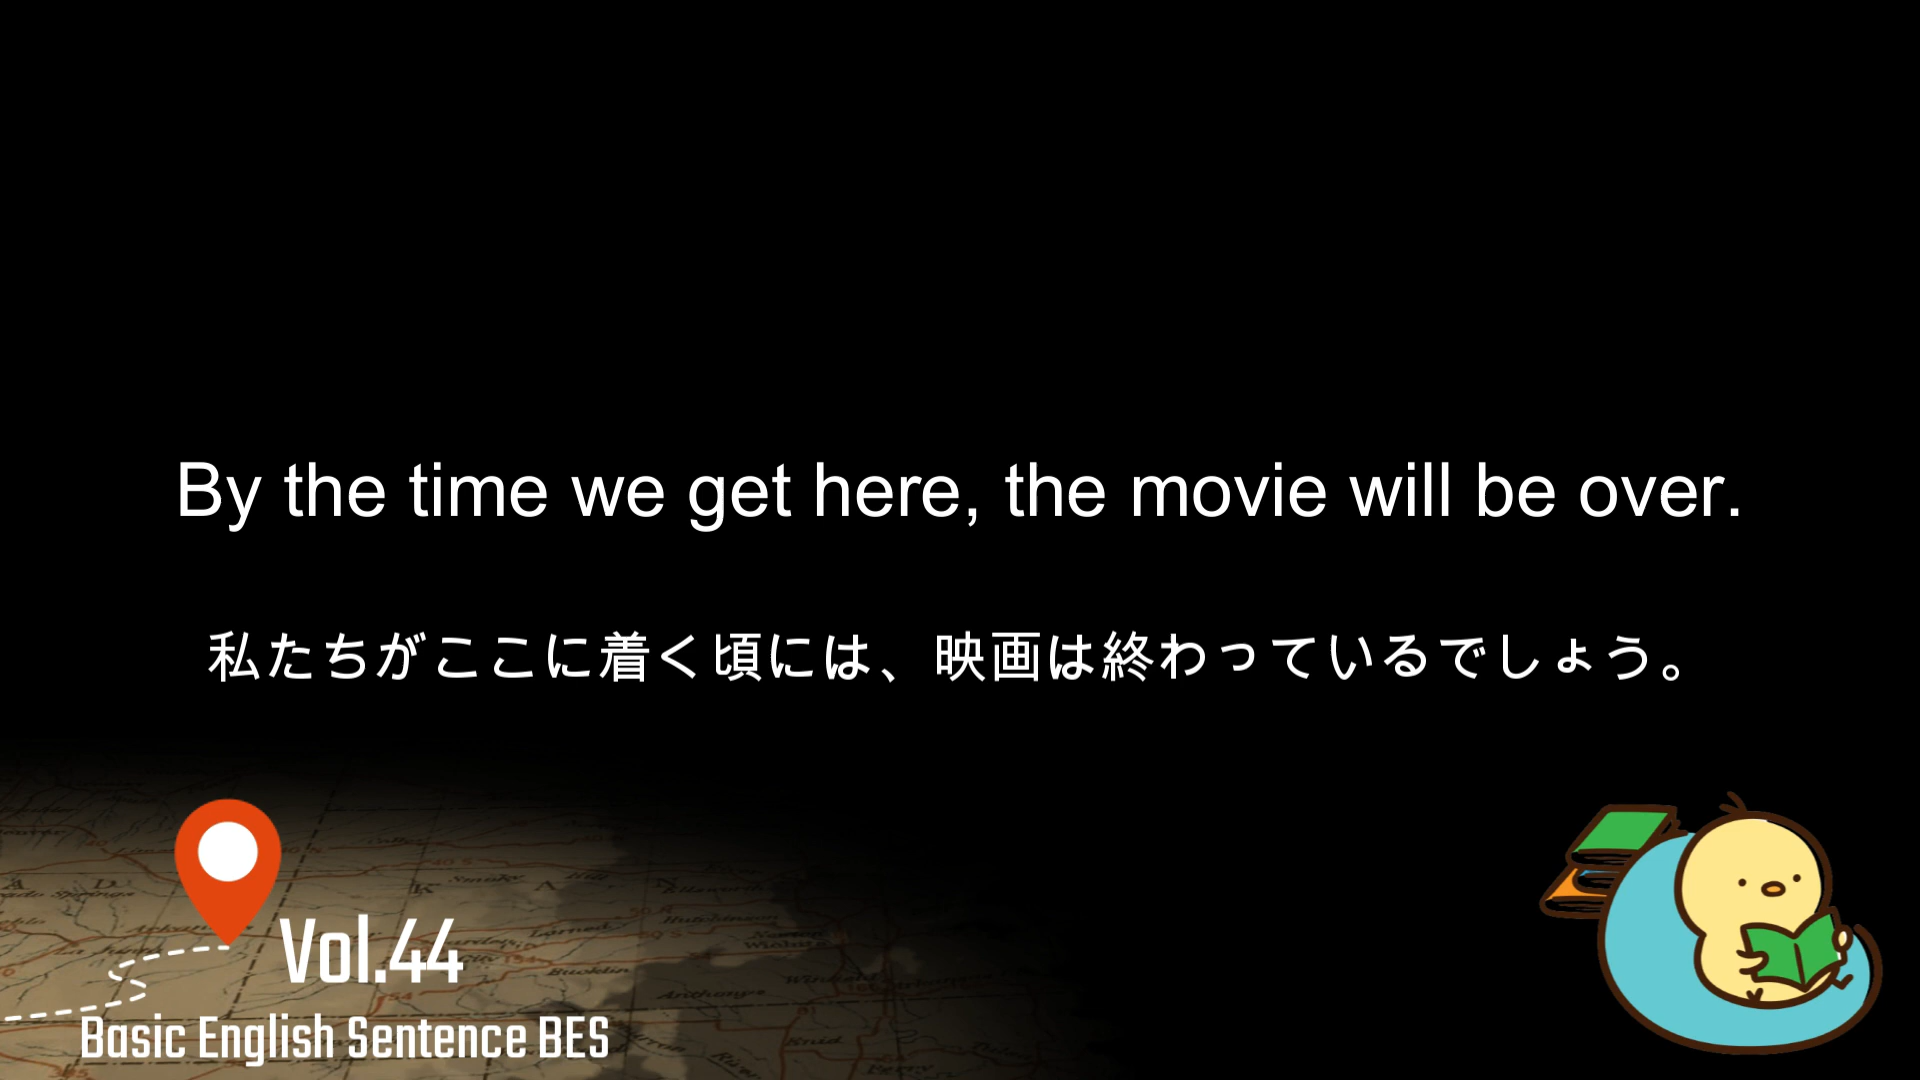 By the time we get here, the movie will be over.
私たちがここに着く頃には、映画は終わっているでしょう。
Vol.44
Basic English Sentence BES